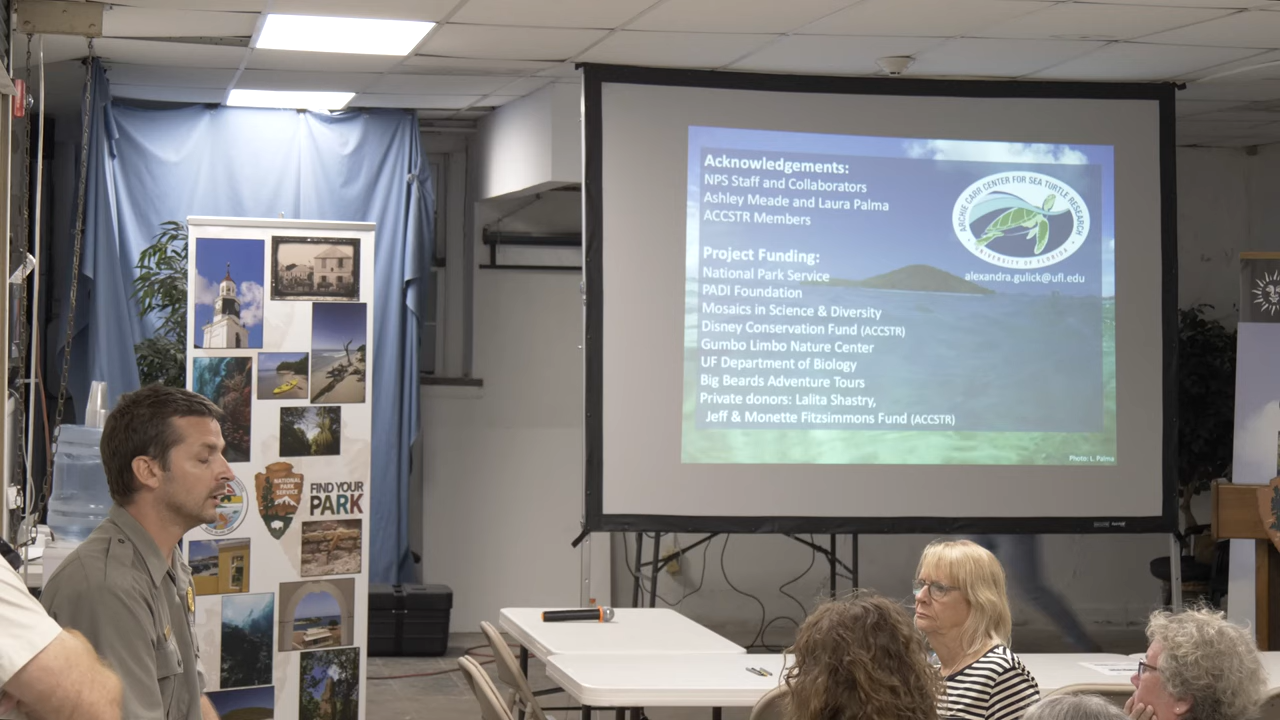 Acknowledgements:
NPS Staff and Collaborators
Ashley Meade and Laura Palma
ACCSTR Members
Project Funding:
National Park Service
PADI Foundation
Mosaics in Science & Diversity
Disney Conservation Fund (ACCSTR)
Gumbo Limbo Nature Center
UF Department of Biology
Big Beards Adventure Tours
Private donors: Lalita Shastry,
Jeff & Monette Fitzsimmons Fund (ACCSTR)
ARCHIE CARR CENTER FOR SEA TURTLE RESEARCH
• UNIVERSITY OF FLORIDA •
alexandra.gulick@ufl.edu
Photo: L. Palma
NATIONAL
PARK
SERVICE
FIND YOUR
PARK